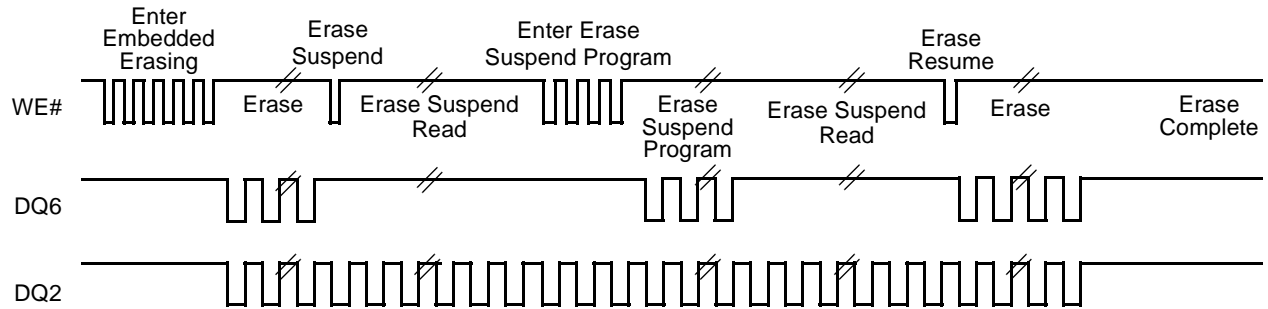 Enter
Embedded
Erasing
Erase
Suspend
Enter Erase
Suspend Program
Erase
Resume
WE#
Erase
Erase Suspend
Read
Erase
Suspend
Program
Erase Suspend
Read
Erase
Erase
Complete
DQ6
DQ2